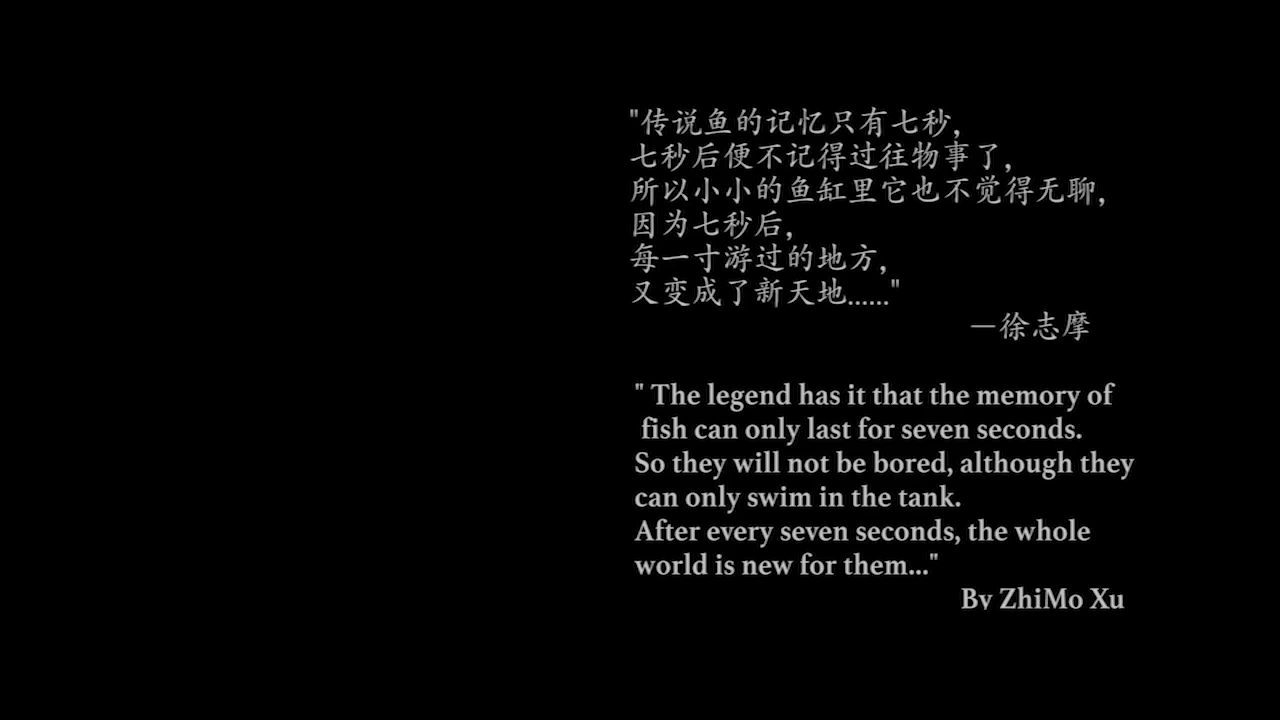 "传说鱼的记忆只有七秒,
七秒后便不记得过往物事了,
所以小小的鱼缸里它也不觉得无聊,
因为七秒后,
每一寸游过的地方,
又变成了新天地......"
—徐志摩
" The legend has it that the memory of
fish can only last for seven seconds.
So they will not be bored, although they
can only swim in the tank.
After every seven seconds, the whole
world is new for them..."
By ZhiMo Xu